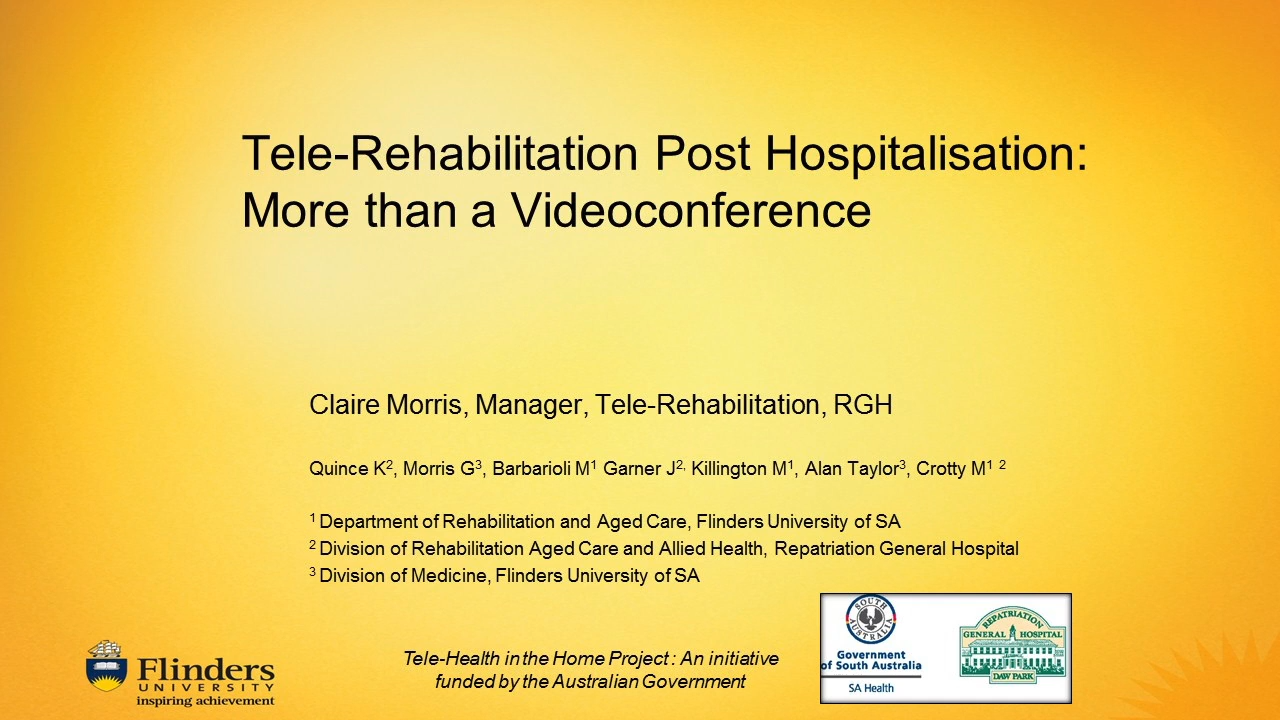 Tele-Rehabilitation Post Hospitalisation:
More than a Videoconference
Claire Morris, Manager, Tele-Rehabilitation, RGH
Quince K², Morris G³, Barbarioli M¹ Garner J²˒ Killington M¹, Alan Taylor³, Crotty M¹ ²
¹ Department of Rehabilitation and Aged Care, Flinders University of SA
² Division of Rehabilitation Aged Care and Allied Health, Repatriation General Hospital
³ Division of Medicine, Flinders University of SA
Flinders
UNIVERSITY
inspiring achievement
Tele-Health in the Home Project : An initiative
funded by the Australian Government
SOUTH
AUSTRALIA
Government
of South Australia
SA Health
REPATRIATION
GENERAL HOSPITAL
DAW PARK